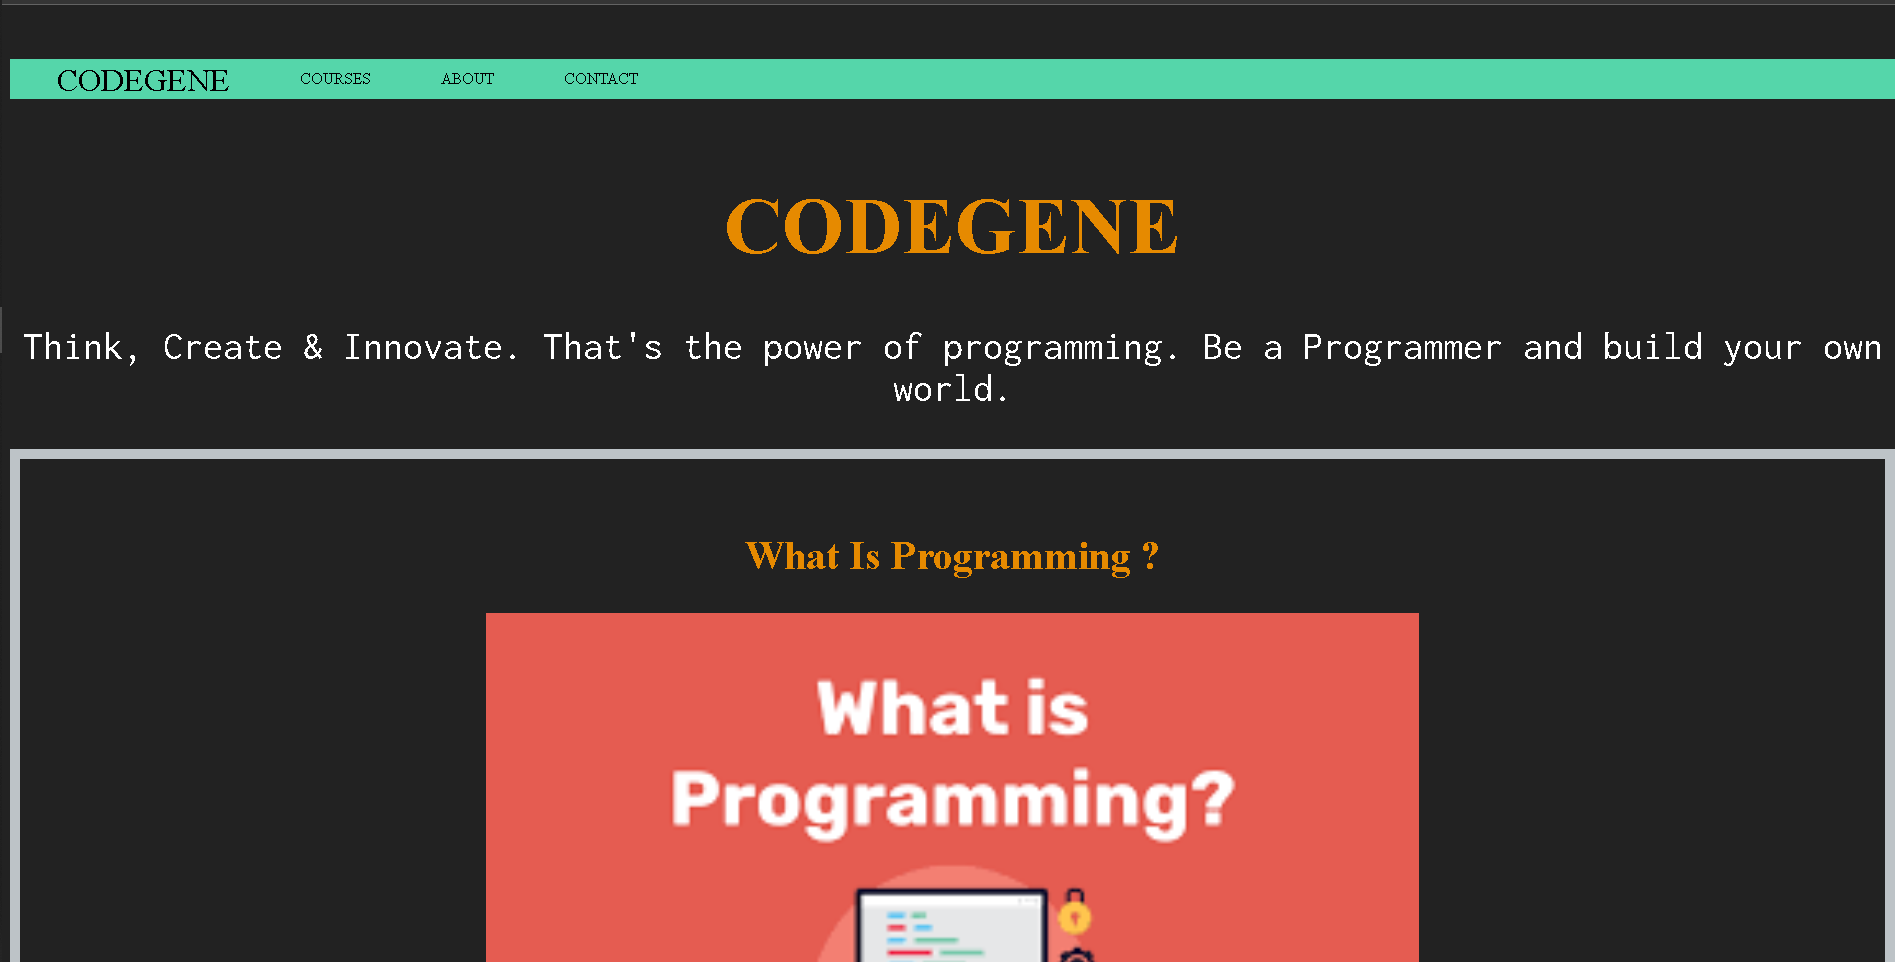 CODEGENE COURSES ABOUT CONTACT
CODEGENE
Think, Create & Innovate. That's the power of programming. Be a Programmer and build your own
world.
What Is Programming ?
What is
Programming?